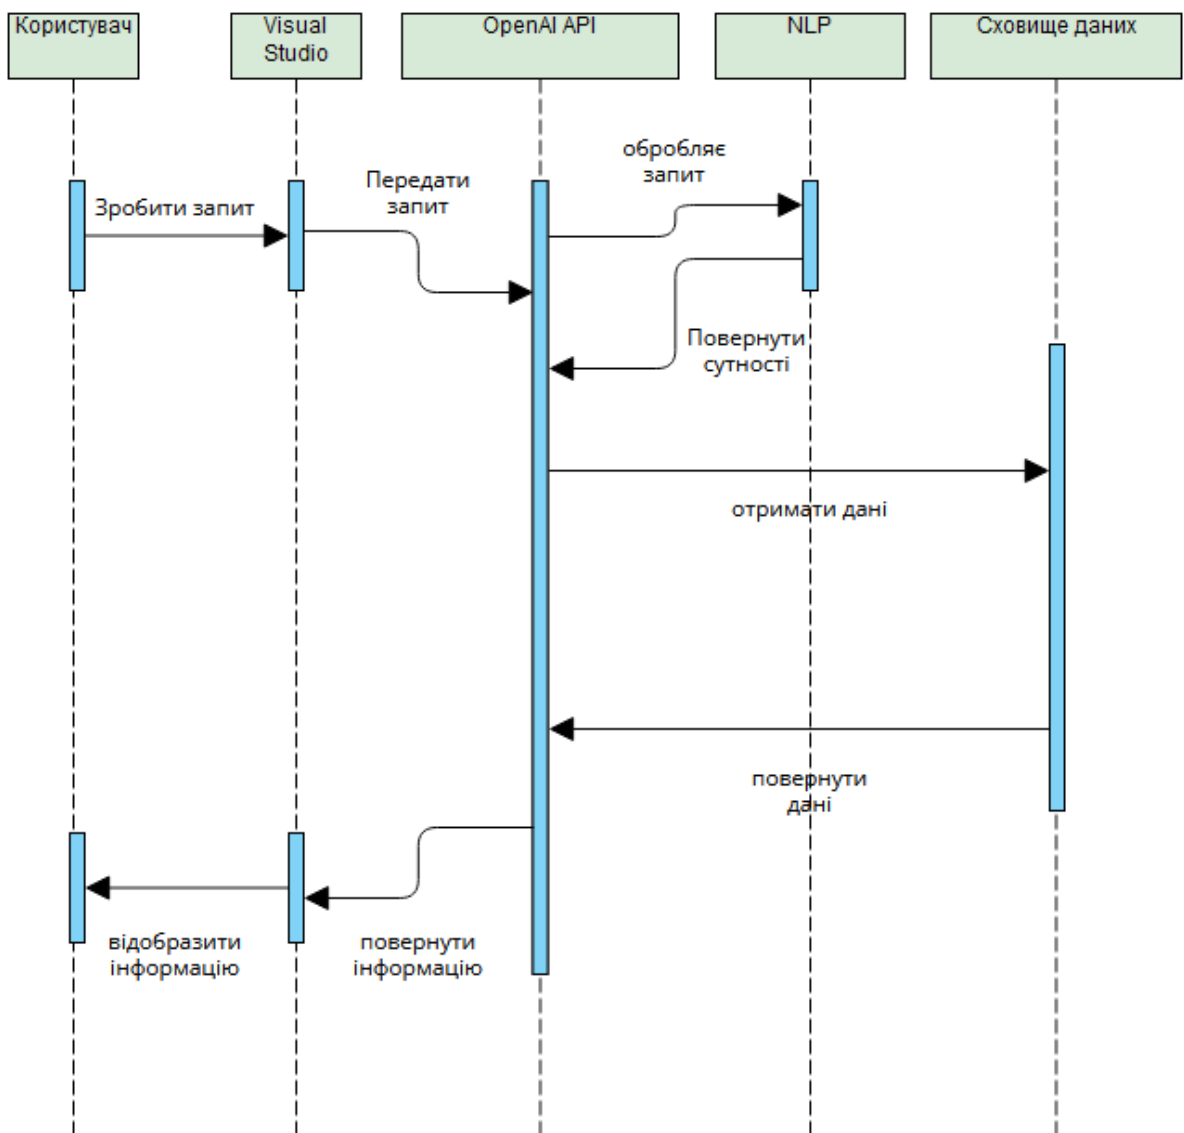 Користувач
Visual
Studio
OpenAI API
NLP
Сховище даних
обробляє
запит
Передати
запит
Зробити запит
Повернути
сутності
отримати дані
повернути
дані
відобразити
інформацію
повернути
інформацію